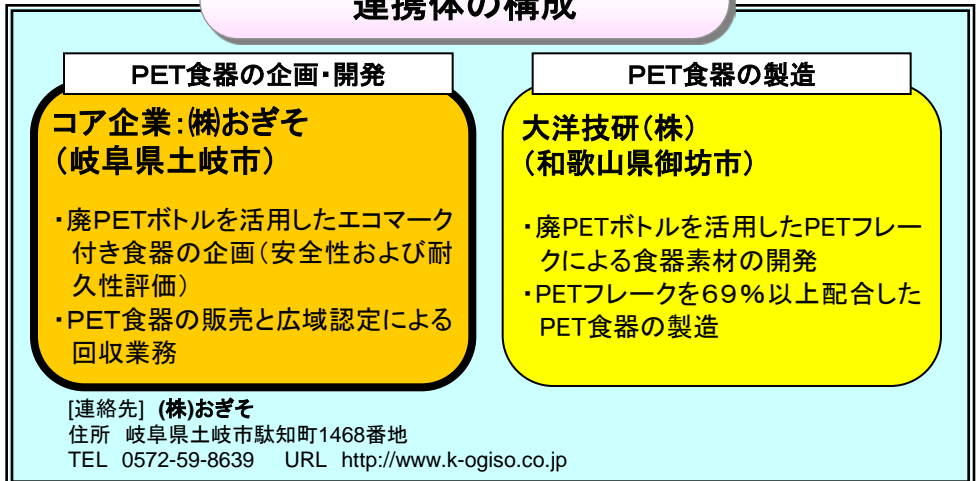 連携体の構成
PET食器の企画・開発
コア企業：㈱おぎそ
（岐阜県土岐市）
・廃PETボトルを活用したエコマーク
付き食器の企画（安全性および耐
久性評価）
・PET食器の販売と広域認定による
回収業務
PET食器の製造
大洋技研（株）
（和歌山県御坊市）
・廃PETボトルを活用したPETフレー
クによる食器素材の開発
・PETフレークを６９％以上配合した
PET食器の製造
[連絡先] (株)おぎそ
住所 岐阜県土岐市駄知町1468番地
TEL 0572-59-8639 URL http://www.k-ogiso.co.jp